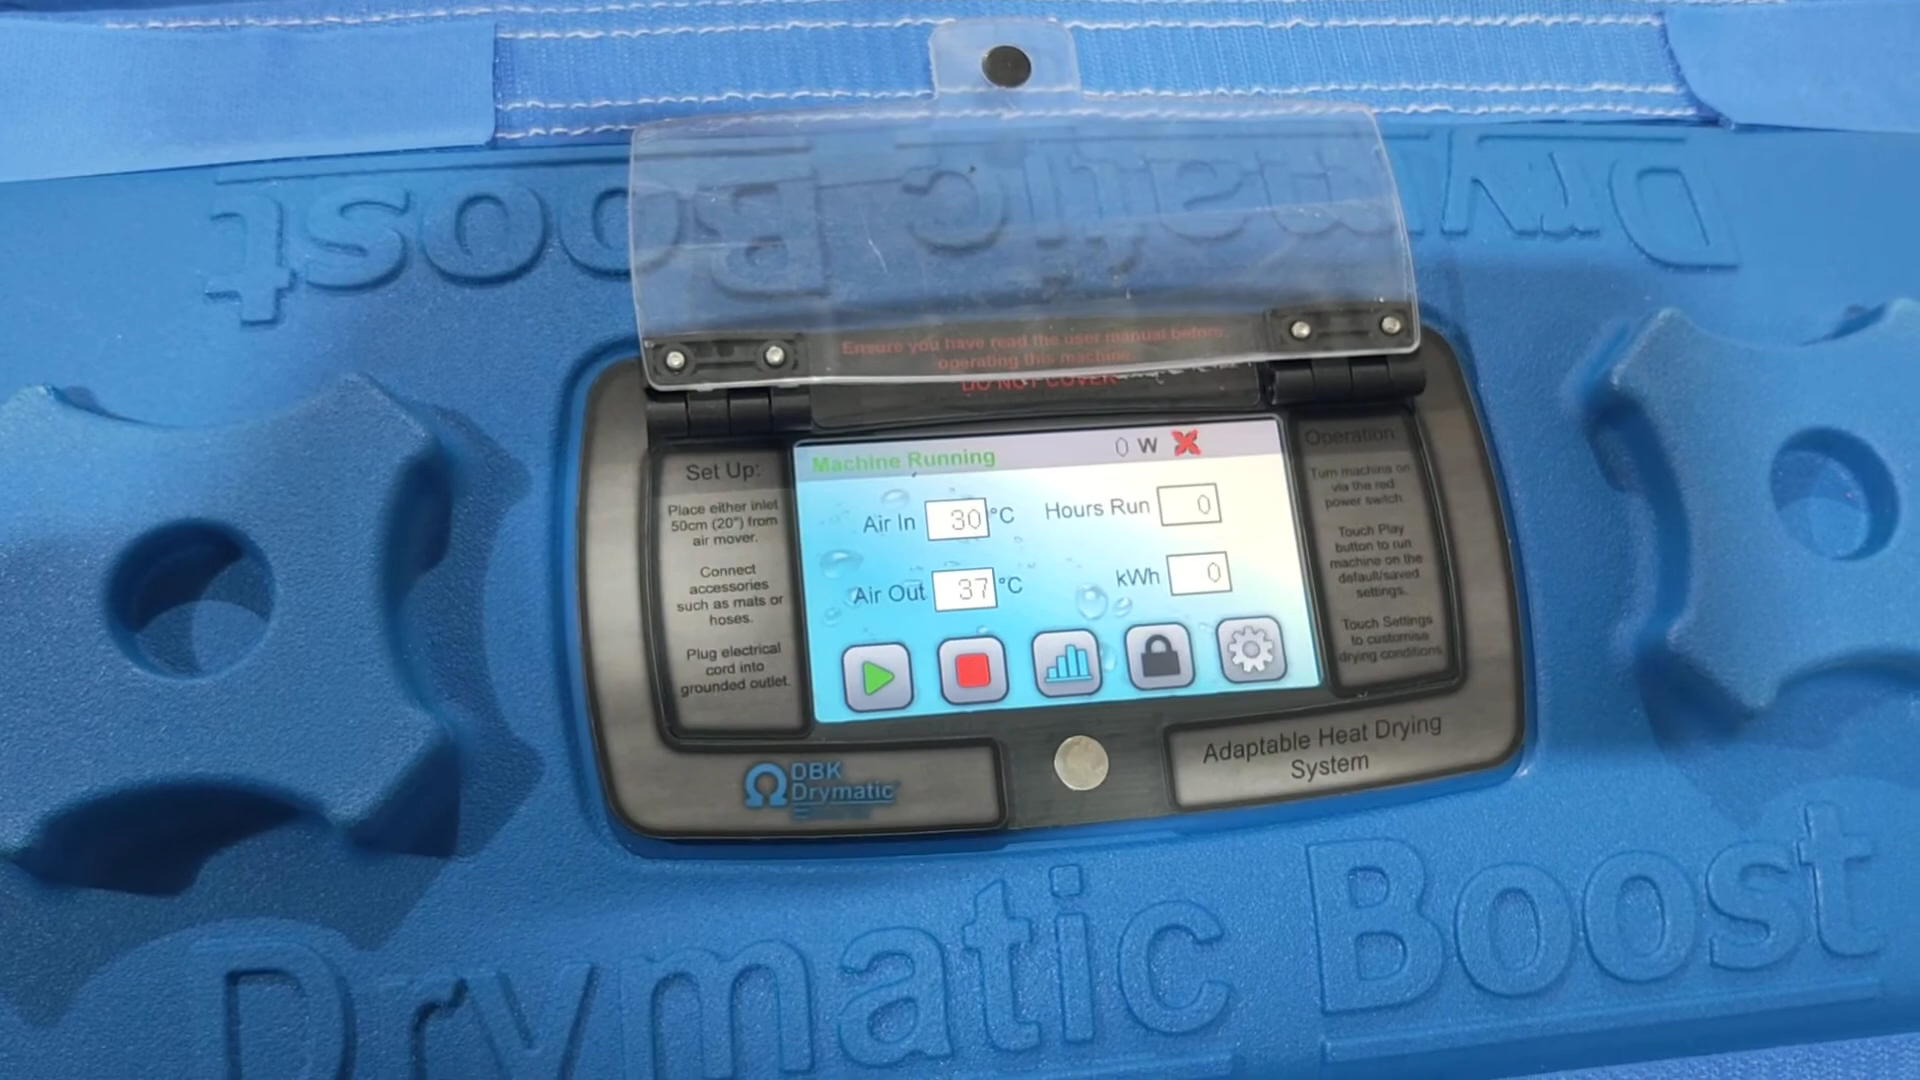 Drymatic Boost
Ensure you have read the user manual before
operating this machine.
DO NOT COVER
Set Up:
Place either inlet
50cm (20") from
air mover.
Connect
accessories
such as mats or
hoses.
Plug electrical
cord into
grounded outlet.
Machine Running
0 W
Air In 30 °C
Hours Run 0
Air Out 37 °C
kWh 0
Operation:
Turn machine on
via the red
power switch.
Touch Play
button to run
machine on the
default/saved
settings.
Touch Settings
to customise
drying conditions.
DBK
Drymatic
Adaptable Heat Drying
System
Drymatic Boost